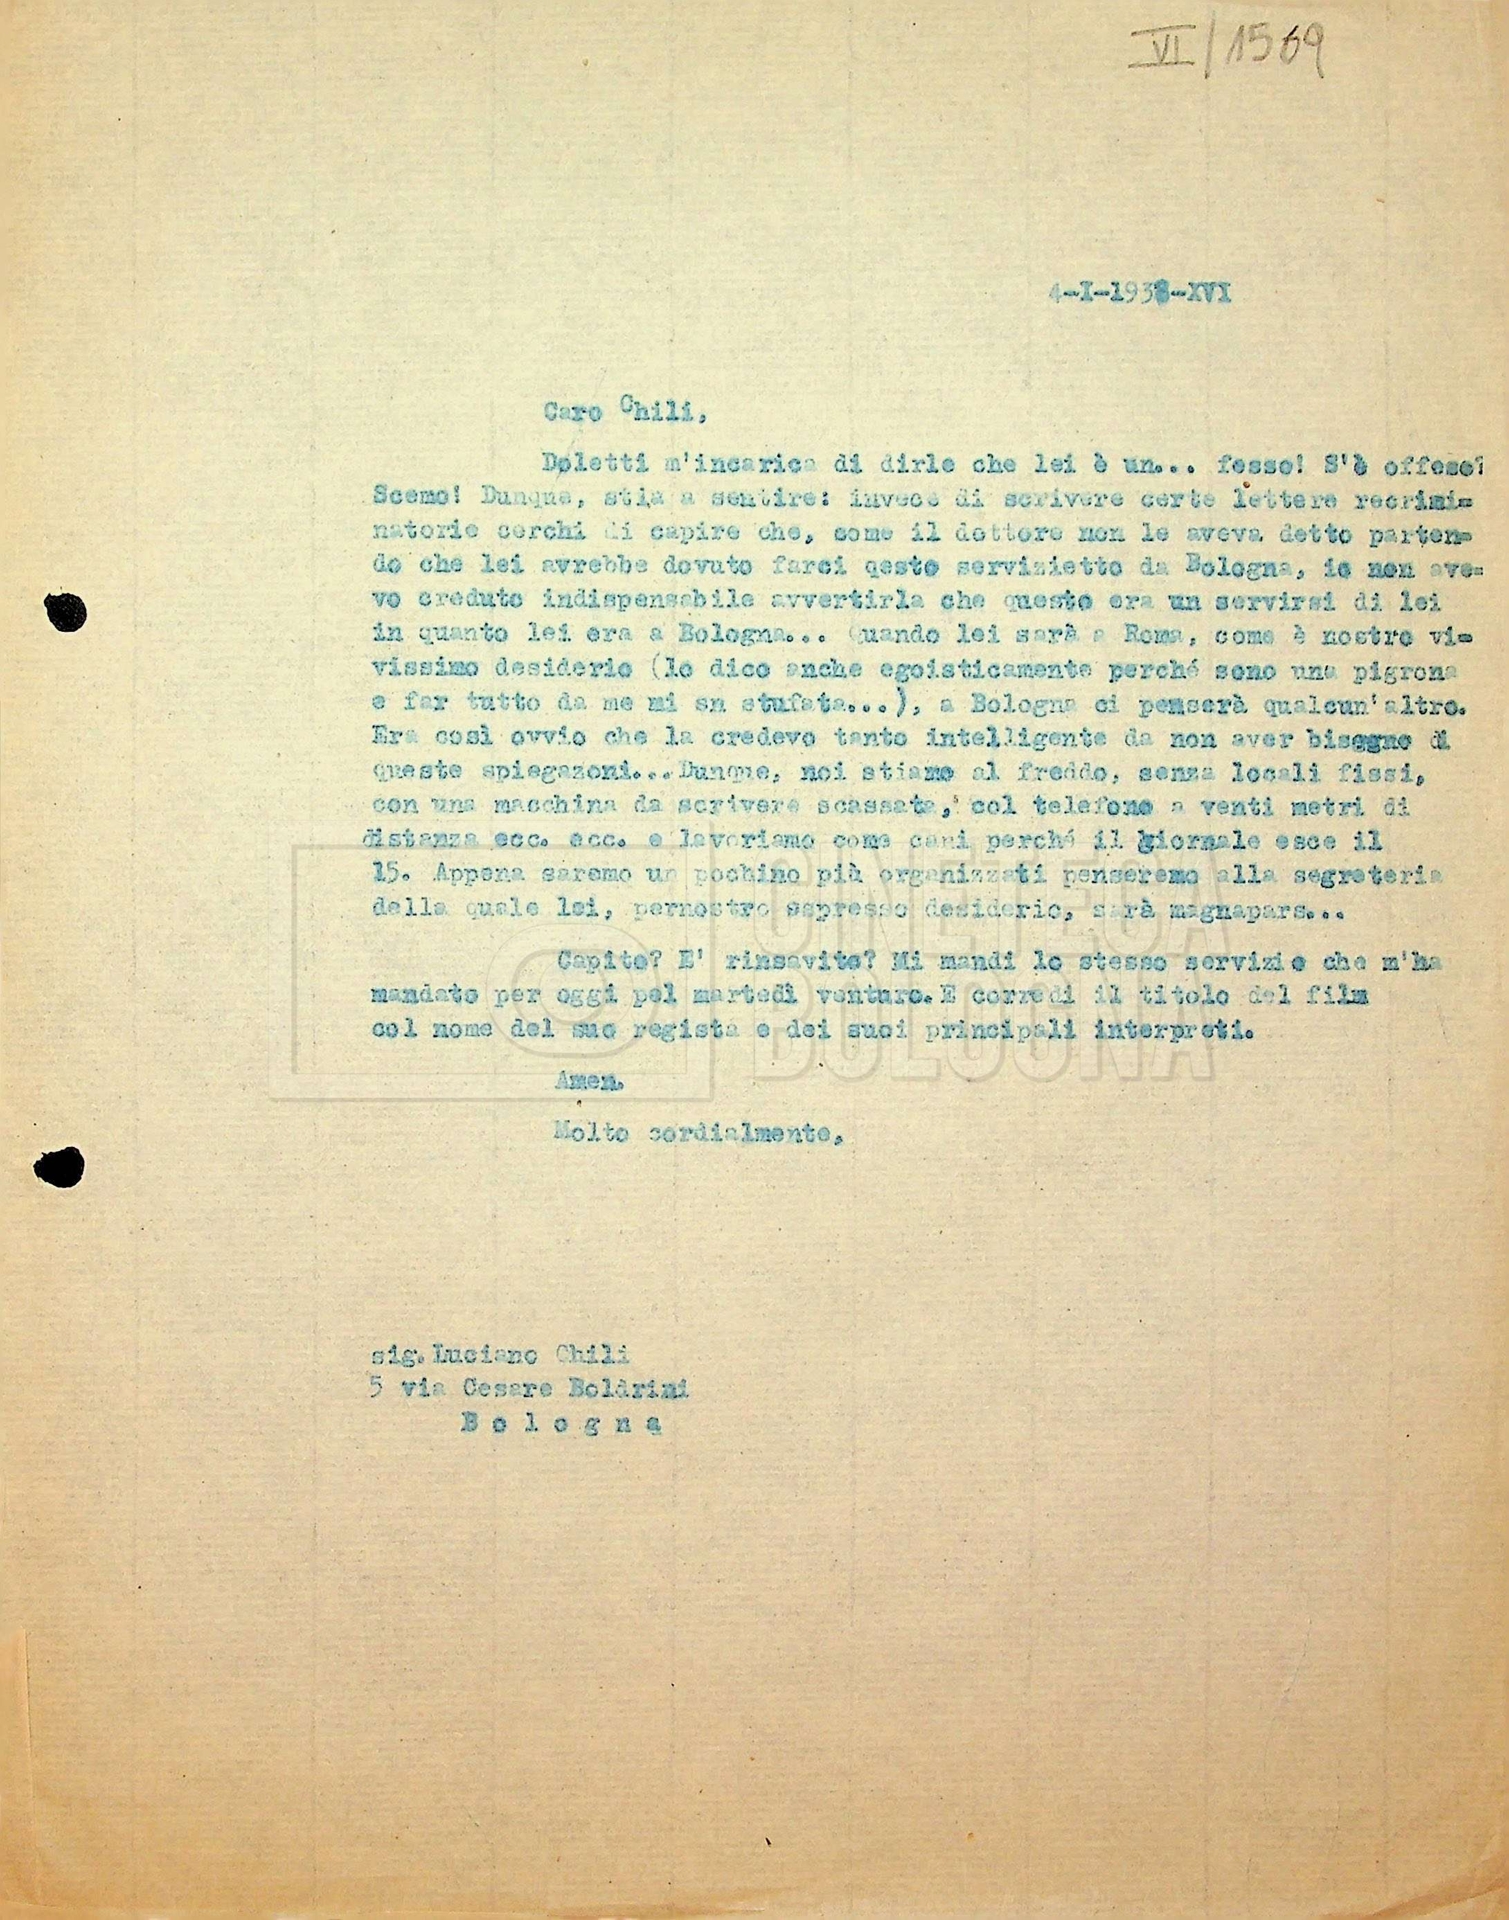 VI/1569
4-I-1938-XVI
Caro Chili,
Doletti m'incarica di dirle che lei è un... fesso! S'è offeso?
Scemo! Dunque, stia a sentire: invece di scrivere certe lettere recrimi=
natorie cerchi di capire che, come il dottore non le aveva detto parten=
do che lei avrebbe dovuto farci qesto servizietto da Bologna, io non ave=
vo creduto indispensabile avvertirla che questo era un servirsi di lei
in quanto lei era a Bologna... Quando lei sarà a Roma, come è nostro vi=
vissimo desiderio (lo dico anche egoisticamente perché sono una pigrona
e far tutto da me mi sn stufata...), a Bologna ci penserà qualcun'altro.
Era così ovvio che la credevo tanto intelligente da non aver bisogno di
queste spiegazoni...Dunque, noi stiamo al freddo, senza locali fissi,
con una macchina da scrivere scassata, col telefono a venti metri di
distanza ecc. ecc. e lavoriamo come cani perché il giornale esce il
15. Appena saremo un pochino più organizzati penseremo alla segreteria
della quale lei, pernostro espresso desiderio, sarà magnapars...
Capito? E' rinsavito? Mi mandi lo stesso servizio che m'ha
mandato per oggi pel martedì venturo.E corredi il titolo del film
col nome del suo regista e dei suoi principali interpreti.
Amen.
Molto cordialmente,
sig.Luciano Chili
5 via Cesare Boldrini
B o l o g n a
CINETECA
BOLOGNA